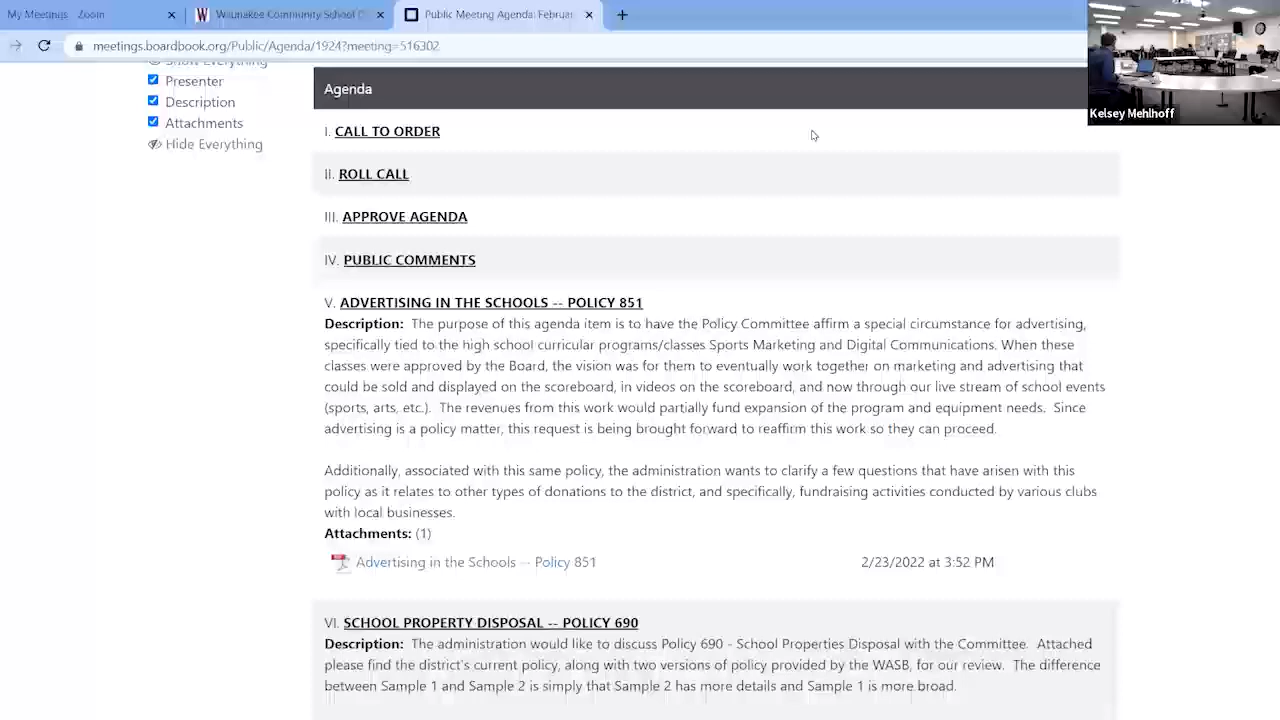 My Meetings - Zoom
Waunakee Community School D
Public Meeting Agenda: Februar
meetings.boardbook.org/Public/Agenda/1924?meeting=516302
Show Everything
Presenter
Description
Attachments
Hide Everything
Kelsey Mehlhoff
Agenda
I. CALL TO ORDER
II. ROLL CALL
III. APPROVE AGENDA
IV. PUBLIC COMMENTS
V. ADVERTISING IN THE SCHOOLS -- POLICY 851
Description: The purpose of this agenda item is to have the Policy Committee affirm a special circumstance for advertising,
specifically tied to the high school curricular programs/classes Sports Marketing and Digital Communications. When these
classes were approved by the Board, the vision was for them to eventually work together on marketing and advertising that
could be sold and displayed on the scoreboard, in videos on the scoreboard, and now through our live stream of school events
(sports, arts, etc.). The revenues from this work would partially fund expansion of the program and equipment needs. Since
advertising is a policy matter, this request is being brought forward to reaffirm this work so they can proceed.
Additionally, associated with this same policy, the administration wants to clarify a few questions that have arisen with this
policy as it relates to other types of donations to the district, and specifically, fundraising activities conducted by various clubs
with local businesses.
Attachments: (1)
Advertising in the Schools -- Policy 851
2/23/2022 at 3:52 PM
VI. SCHOOL PROPERTY DISPOSAL -- POLICY 690
Description: The administration would like to discuss Policy 690 - School Properties Disposal with the Committee. Attached
please find the district's current policy, along with two versions of policy provided by the WASB, for our review. The difference
between Sample 1 and Sample 2 is simply that Sample 2 has more details and Sample 1 is more broad.